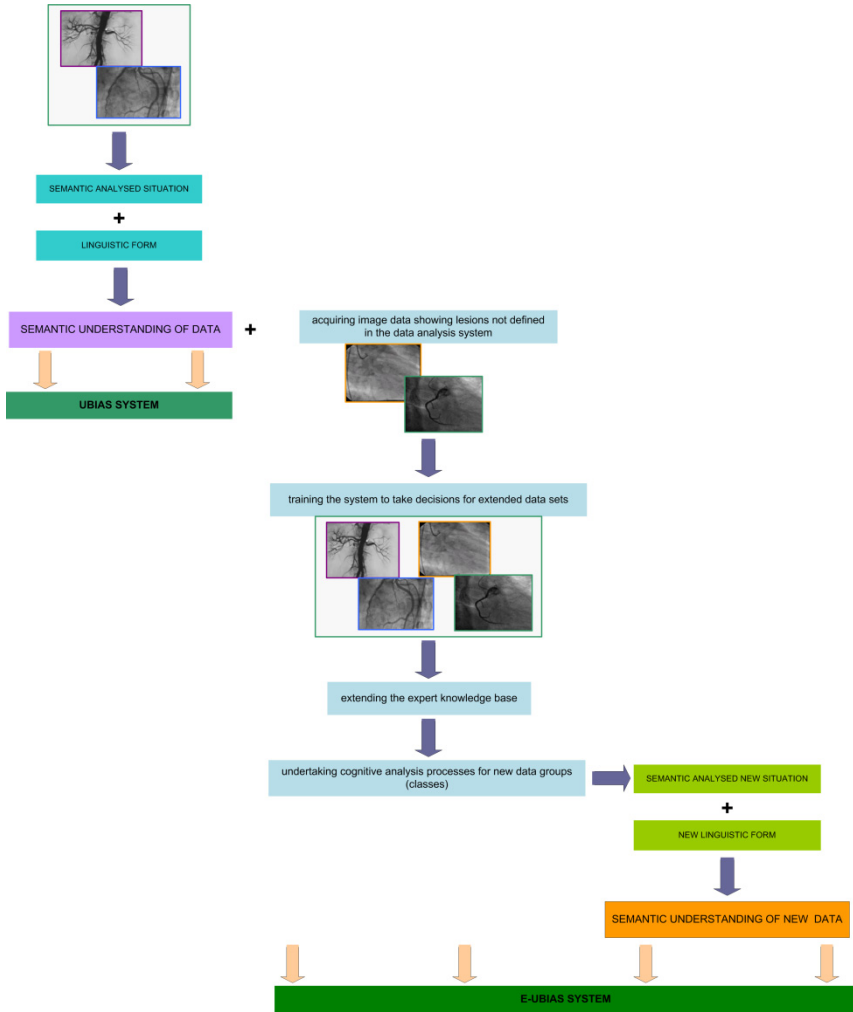 SEMANTIC ANALYSED SITUATION
+
LINGUISTIC FORM
SEMANTIC UNDERSTANDING OF DATA
+
UBIAS SYSTEM
acquiring image data showing lesions not defined
in the data analysis system
training the system to take decisions for extended data sets
extending the expert knowledge base
undertaking cognitive analysis processes for new data groups
(classes)
SEMANTIC ANALYSED NEW SITUATION
+
NEW LINGUISTIC FORM
SEMANTIC UNDERSTANDING OF NEW DATA
E-UBIAS SYSTEM